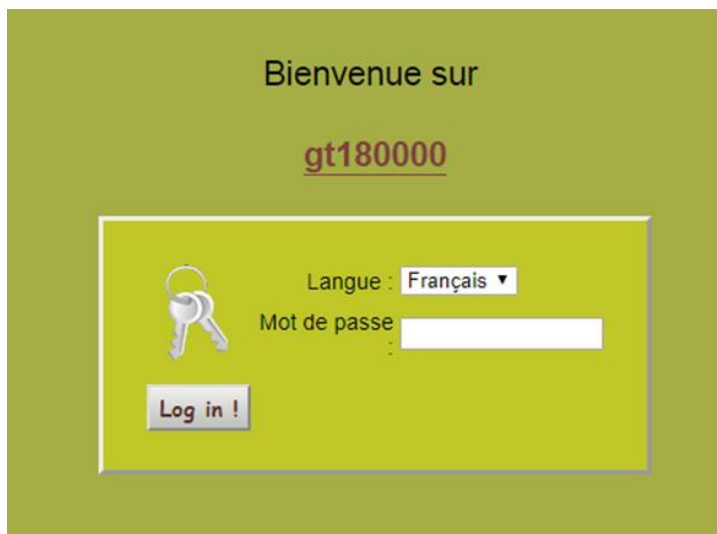 Bienvenue sur
gt180000
Langue : Français ▼
Mot de passe
:
Log in !